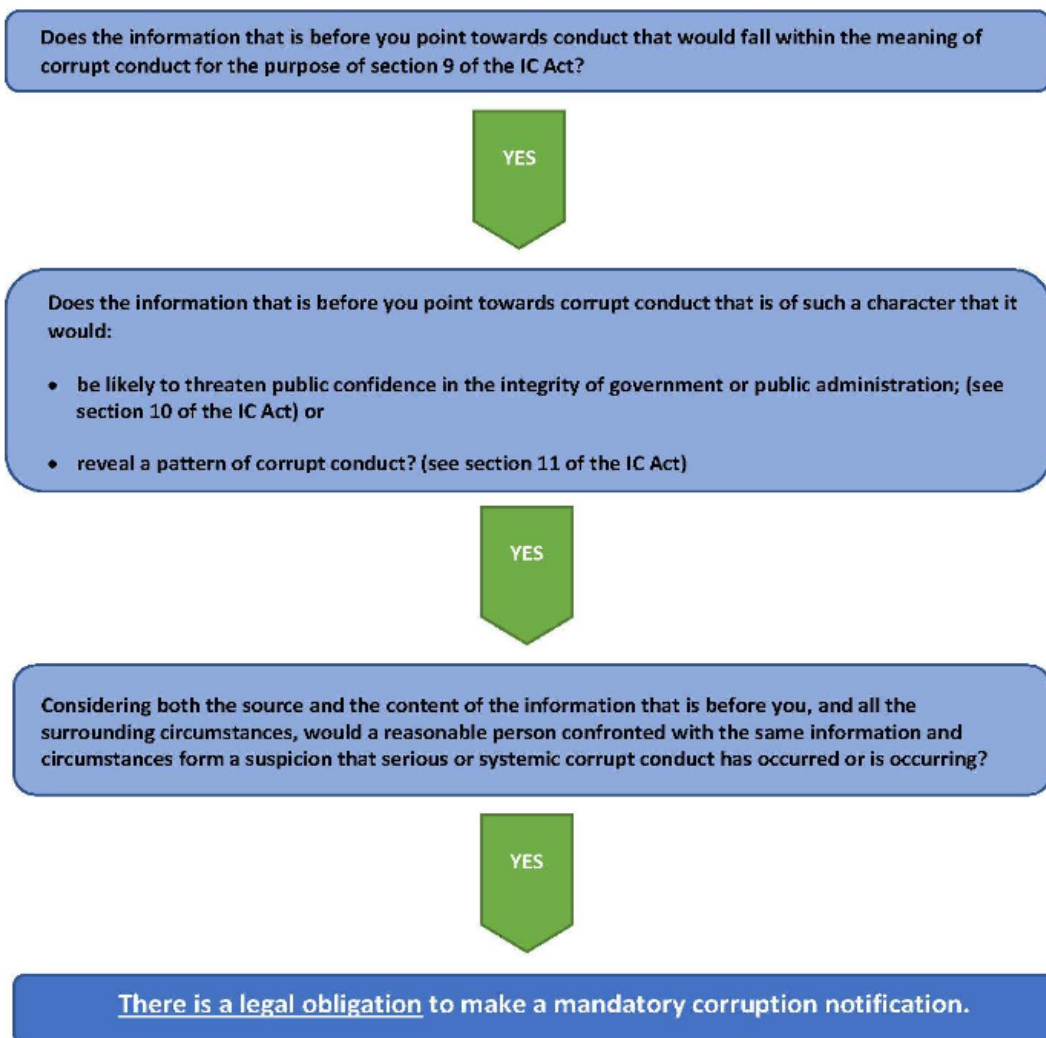 Does the information that is before you point towards conduct that would fall within the meaning of
corrupt conduct for the purpose of section 9 of the IC Act?
YES
Does the information that is before you point towards corrupt conduct that is of such a character that it
would:
• be likely to threaten public confidence in the integrity of government or public administration; (see
section 10 of the IC Act) or
• reveal a pattern of corrupt conduct? (see section 11 of the IC Act)
YES
Considering both the source and the content of the information that is before you, and all the
surrounding circumstances, would a reasonable person confronted with the same information and
circumstances form a suspicion that serious or systemic corrupt conduct has occurred or is occurring?
YES
There is a legal obligation to make a mandatory corruption notification.